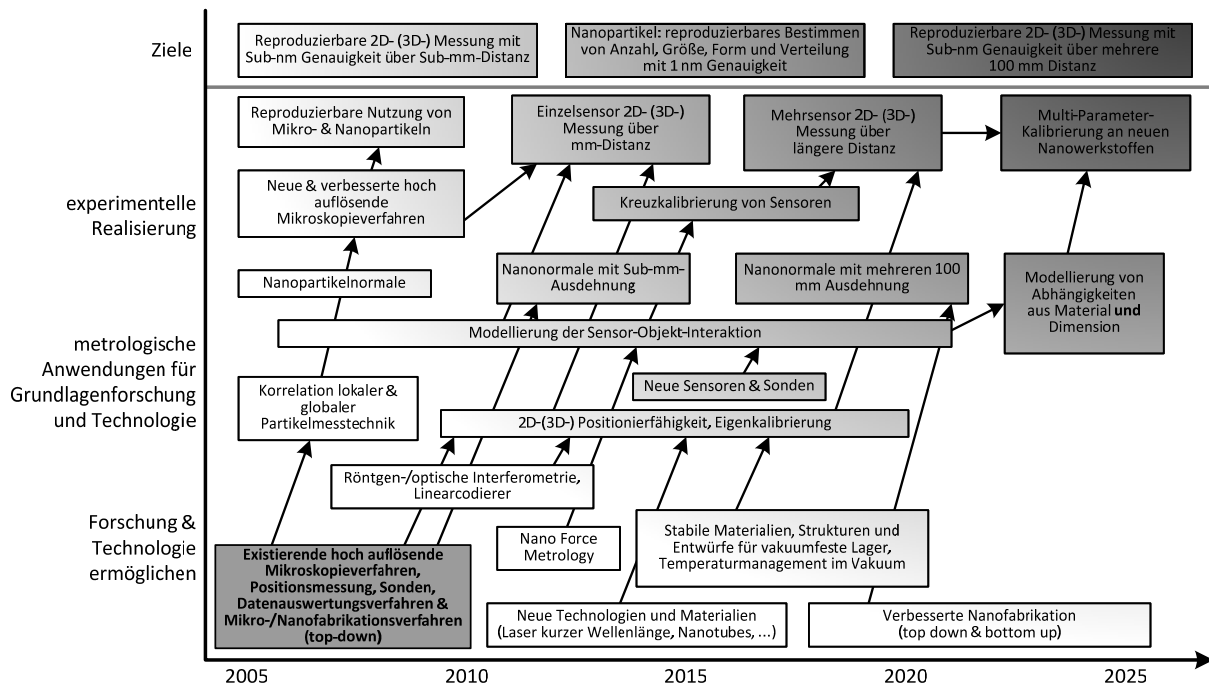 Ziele
Reproduzierbare 2D- (3D-) Messung mit
Sub-nm Genauigkeit über Sub-mm-Distanz
Nanopartikel: reproduzierbares Bestimmen
von Anzahl, Größe, Form und Verteilung
mit 1 nm Genauigkeit
Reproduzierbare 2D- (3D-) Messung mit
Sub-nm Genauigkeit über mehrere
100 mm Distanz
experimentelle
Realisierung
Reproduzierbare Nutzung von
Mikro- & Nanopartikeln
Einzelsensor 2D- (3D-)
Messung über
mm-Distanz
Mehrsensor 2D- (3D-)
Messung über
längere Distanz
Multi-Parameter-
Kalibrierung an neuen
Nanowerkstoffen
Neue & verbesserte hoch
auflösende
Mikroskopieverfahren
Kreuzkalibrierung von Sensoren
Nanopartikelnormale
Nanonormale mit Sub-mm-
Ausdehnung
Nanonormale mit mehreren 100
mm Ausdehnung
Modellierung von
Abhängigkeiten
aus Material und
Dimension
metrologische
Anwendungen für
Grundlagenforschung
und Technologie
Modellierung der Sensor-Objekt-Interaktion
Korrelation lokaler &
globaler
Partikelmesstechnik
Neue Sensoren & Sonden
2D-(3D-) Positionierfähigkeit, Eigenkalibrierung
Forschung &
Technologie
ermöglichen
Röntgen-/optische Interferometrie,
Linearcodierer
Nano Force
Metrology
Stabile Materialien, Strukturen und
Entwürfe für vakuumfeste Lager,
Temperaturmanagement im Vakuum
Existierende hoch auflösende
Mikroskopieverfahren,
Positionsmessung, Sonden,
Datenauswertungsverfahren &
Mikro-/Nanofabrikationsverfahren
(top-down)
Neue Technologien und Materialien
(Laser kurzer Wellenlänge, Nanotubes, ...)
Verbesserte Nanofabrikation
(top down & bottom up)
2005
2010
2015
2020
2025